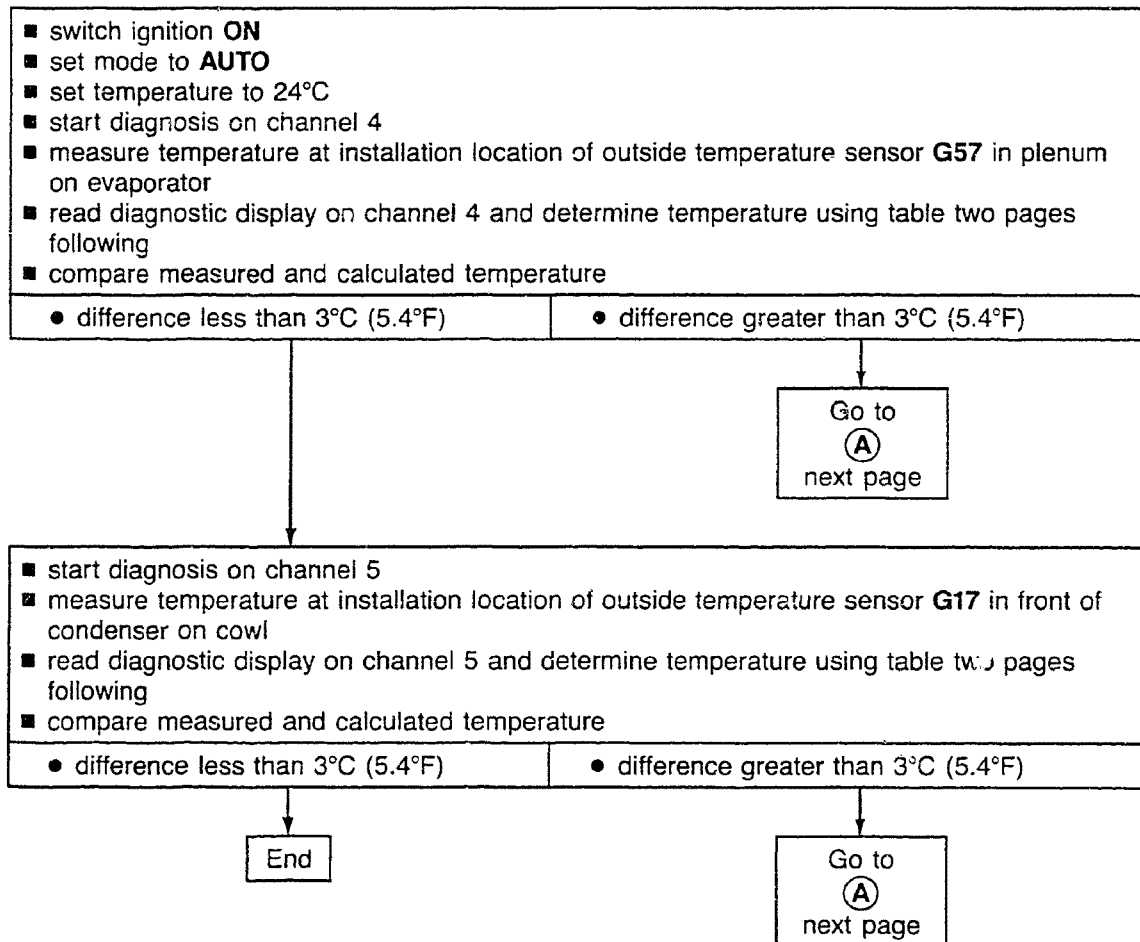 ■ switch ignition ON
■ set mode to AUTO
■ set temperature to 24°C
■ start diagnosis on channel 4
■ measure temperature at installation location of outside temperature sensor G57 in plenum
on evaporator
■ read diagnostic display on channel 4 and determine temperature using table two pages
following
■ compare measured and calculated temperature
● difference less than 3°C (5.4°F)
● difference greater than 3°C (5.4°F)
Go to
A
next page
■ start diagnosis on channel 5
■ measure temperature at installation location of outside temperature sensor G17 in front of
condenser on cowl
■ read diagnostic display on channel 5 and determine temperature using table two pages
following
■ compare measured and calculated temperature
● difference less than 3°C (5.4°F)
● difference greater than 3°C (5.4°F)
End
Go to
A
next page